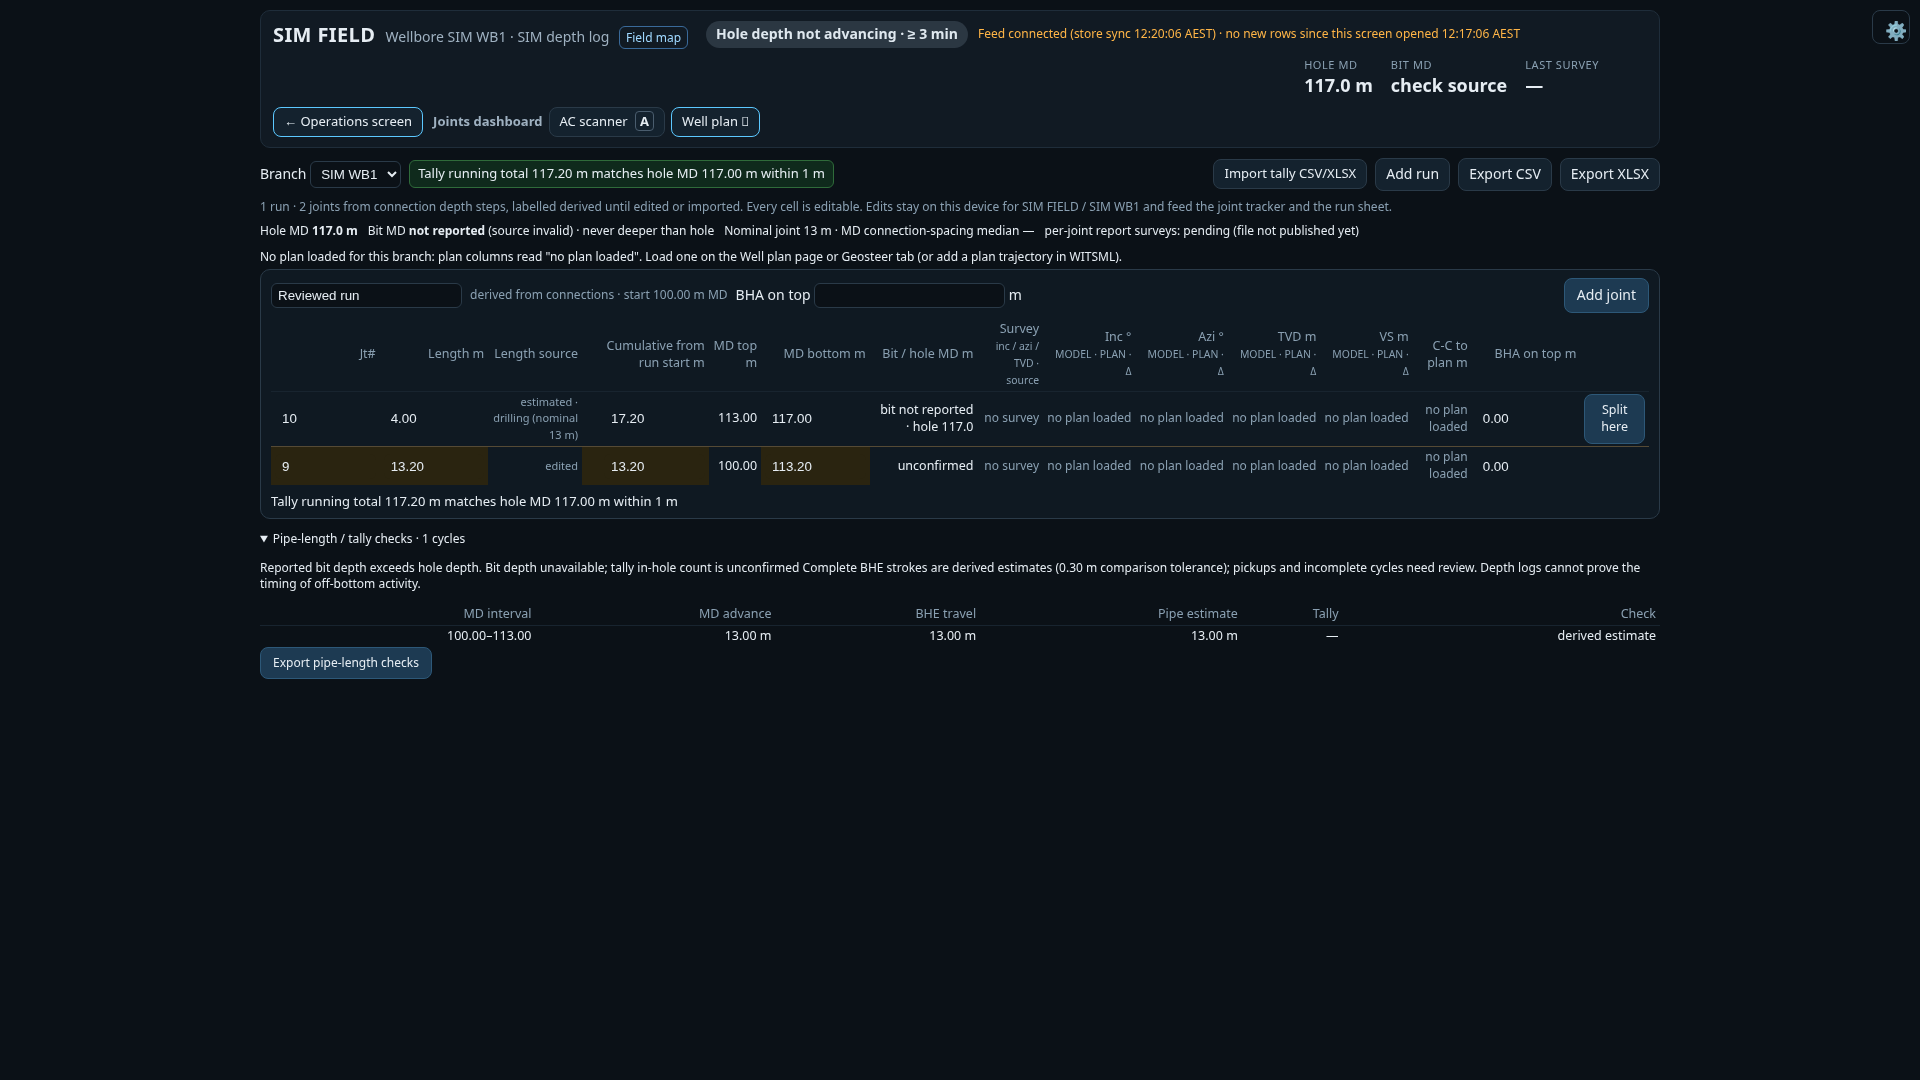 SIM FIELD Wellbore SIM WB1 · SIM depth log Field map Hole depth not advancing · ≥ 3 min Feed connected (store sync 12:20:06 AEST) · no new rows since this screen opened 12:17:06 AEST
HOLE MD BIT MD LAST SURVEY
117.0 m check source —
← Operations screen Joints dashboard AC scanner A Well plan
Branch SIM WB1 Tally running total 117.20 m matches hole MD 117.00 m within 1 m Import tally CSV/XLSX Add run Export CSV Export XLSX
1 run · 2 joints from connection depth steps, labelled derived until edited or imported. Every cell is editable. Edits stay on this device for SIM FIELD / SIM WB1 and feed the joint tracker and the run sheet.
Hole MD 117.0 m Bit MD not reported (source invalid) · never deeper than hole Nominal joint 13 m · MD connection-spacing median — per-joint report surveys: pending (file not published yet)
No plan loaded for this branch: plan columns read "no plan loaded". Load one on the Well plan page or Geosteer tab (or add a plan trajectory in WITSML).
Reviewed run derived from connections · start 100.00 m MD BHA on top m Add joint
Jt# Length m Length source Cumulative from run start m MD top m MD bottom m Bit / hole MD m Survey inc / azi / TVD · source Inc ° MODEL · PLAN · Δ Azi ° MODEL · PLAN · Δ TVD m MODEL · PLAN · Δ VS m MODEL · PLAN · Δ C-C to plan m BHA on top m
10 4.00 estimated · drilling (nominal 13 m) 17.20 113.00 117.00 bit not reported · hole 117.0 no survey no plan loaded no plan loaded no plan loaded no plan loaded no plan loaded 0.00 Split here
9 13.20 edited 13.20 100.00 113.20 unconfirmed no survey no plan loaded no plan loaded no plan loaded no plan loaded no plan loaded 0.00
Tally running total 117.20 m matches hole MD 117.00 m within 1 m
▼ Pipe-length / tally checks · 1 cycles
Reported bit depth exceeds hole depth. Bit depth unavailable; tally in-hole count is unconfirmed Complete BHE strokes are derived estimates (0.30 m comparison tolerance); pickups and incomplete cycles need review. Depth logs cannot prove the
timing of off-bottom activity.
MD interval MD advance BHE travel Pipe estimate Tally Check
100.00–113.00 13.00 m 13.00 m 13.00 m — derived estimate
Export pipe-length checks